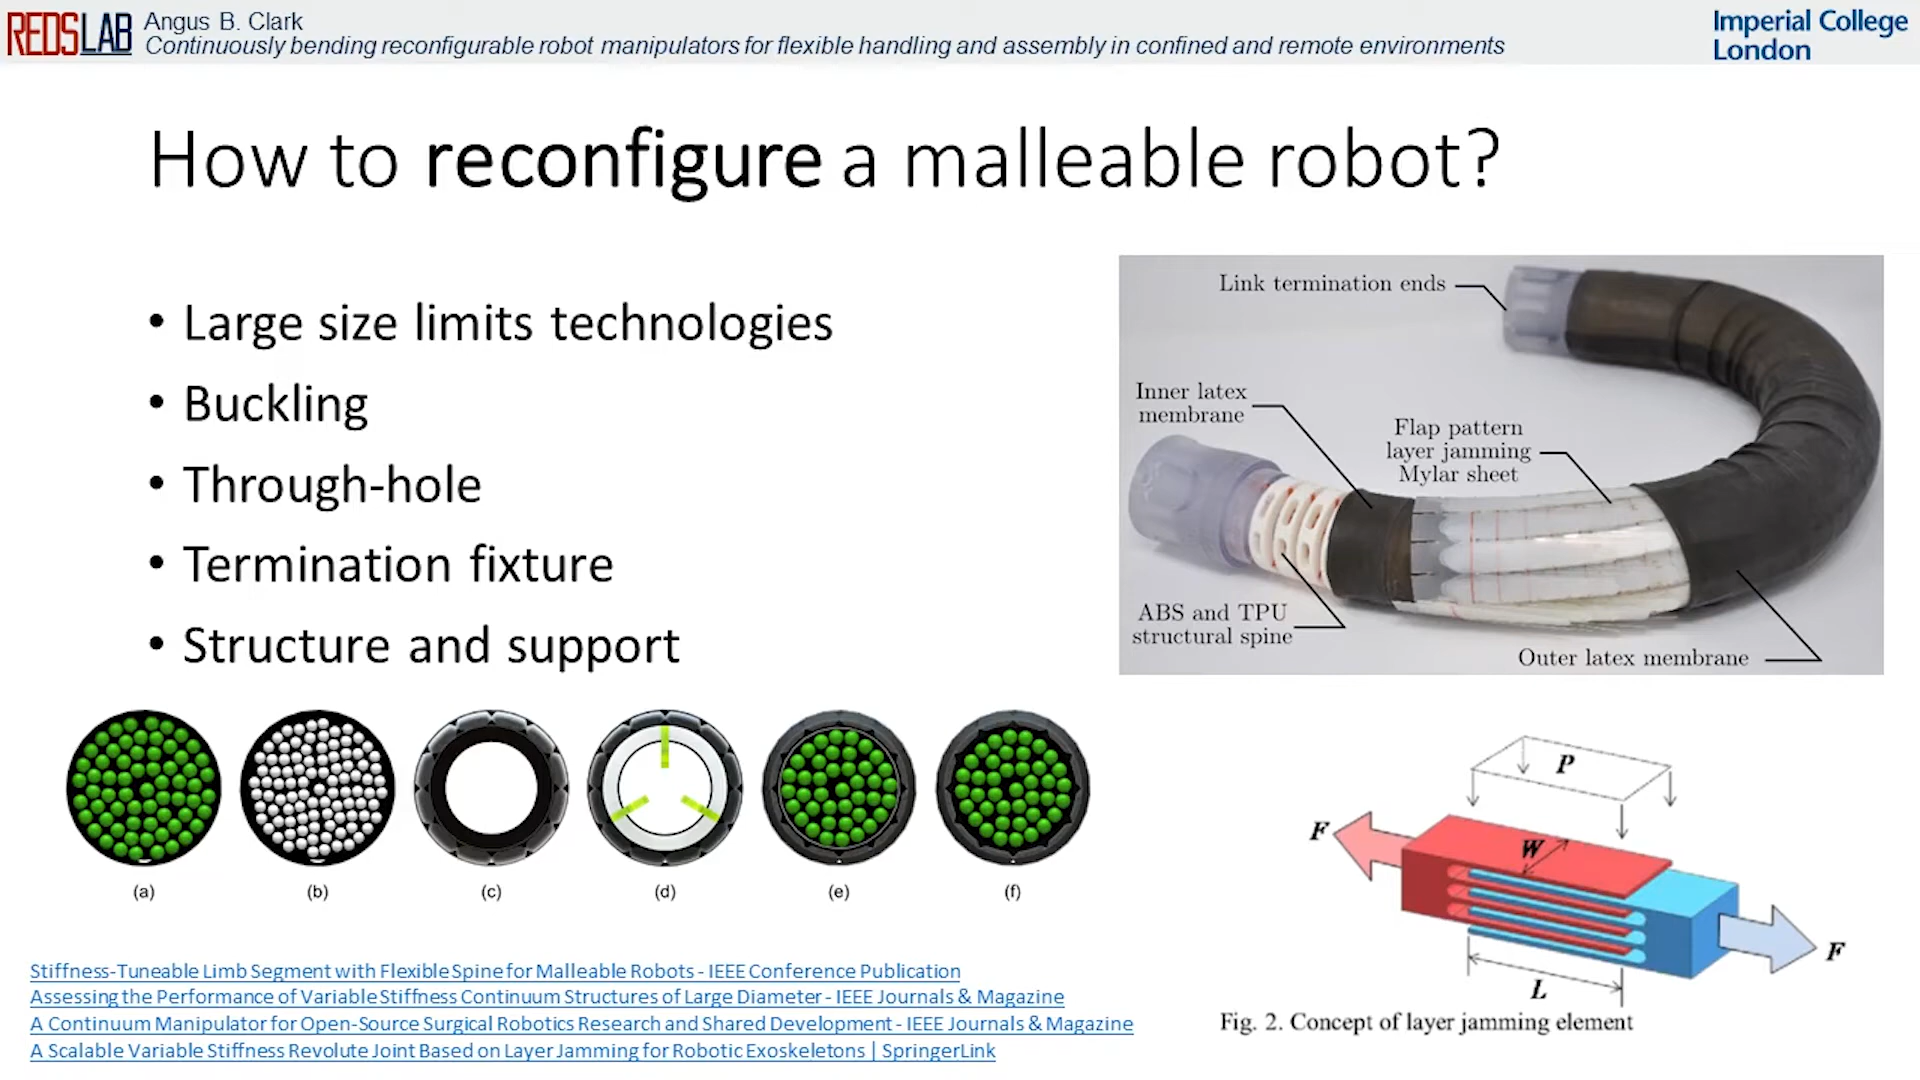 REDSLAB
Angus B. Clark
Continuously bending reconfigurable robot manipulators for flexible handling and assembly in confined and remote environments
Imperial College
London
How to reconfigure a malleable robot?
• Large size limits technologies
• Buckling
• Through-hole
• Termination fixture
• Structure and support
Link termination ends
Inner latex
membrane
Flap pattern
layer jamming
Mylar sheet
ABS and TPU
structural spine
Outer latex membrane
(a)
(b)
(c)
(d)
(e)
(f)
P
F
W
F
L
Fig. 2. Concept of layer jamming element
Stiffness-Tuneable Limb Segment with Flexible Spine for Malleable Robots - IEEE Conference Publication
Assessing the Performance of Variable Stiffness Continuum Structures of Large Diameter - IEEE Journals & Magazine
A Continuum Manipulator for Open-Source Surgical Robotics Research and Shared Development - IEEE Journals & Magazine
A Scalable Variable Stiffness Revolute Joint Based on Layer Jamming for Robotic Exoskeletons | SpringerLink